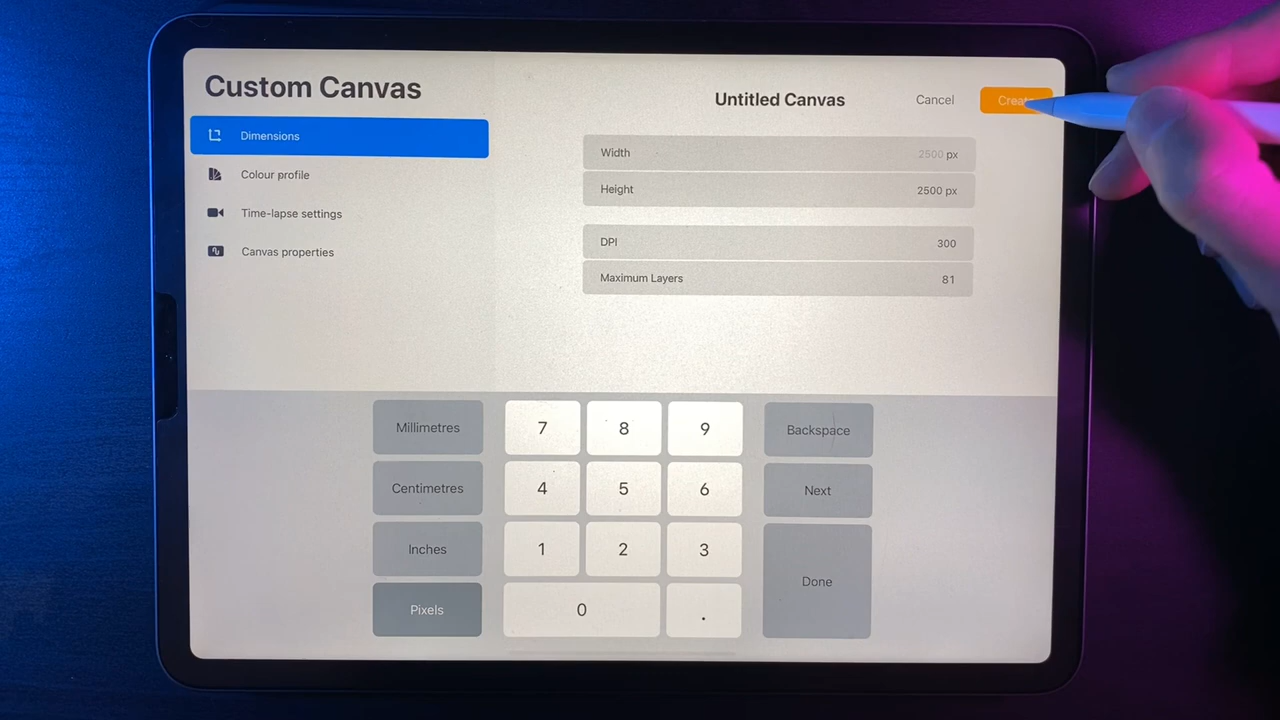 Custom Canvas
Untitled Canvas
Cancel
Create
Dimensions
Colour profile
Time-lapse settings
Canvas properties
Width 2500 px
Height 2500 px
DPI 300
Maximum Layers 81
Millimetres 7 8 9 Backspace
Centimetres 4 5 6 Next
Inches 1 2 3 Done
Pixels 0 .